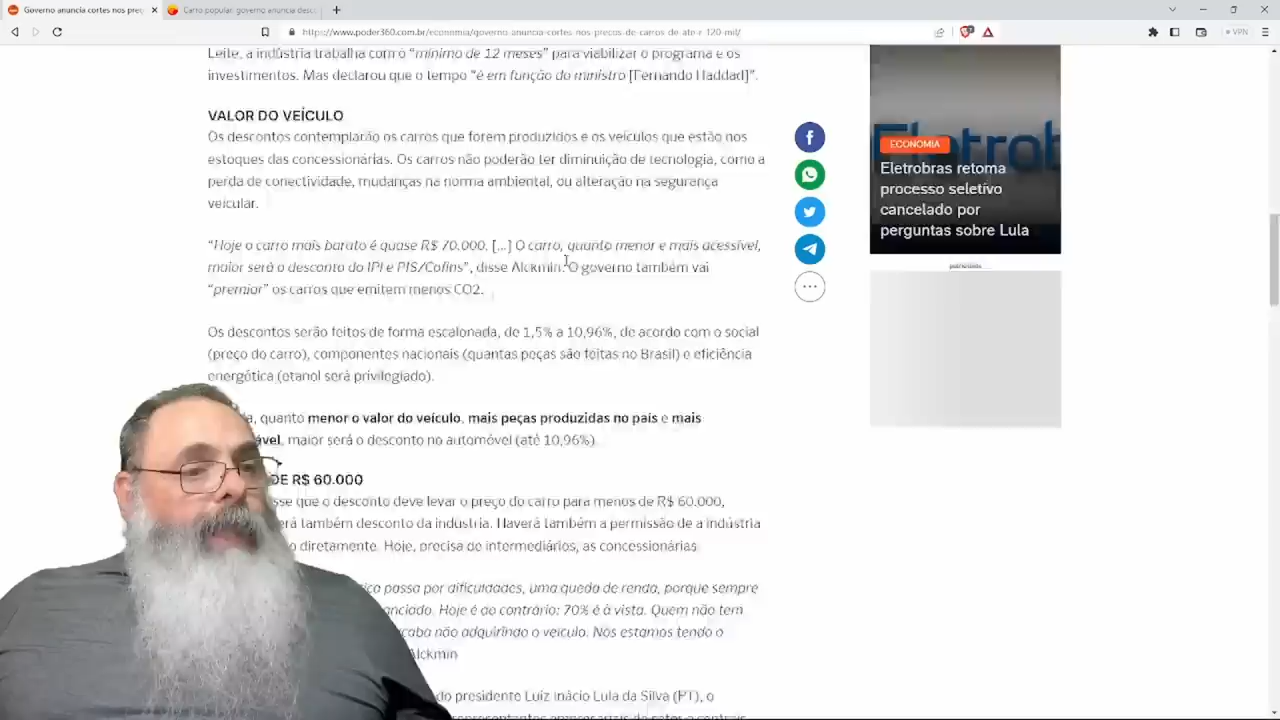 Governo anuncia cortes nos preç
Carro popular: governo anuncia desc
https://www.poder360.com.br/economia/governo-anuncia-cortes-nos-precos-de-carros-de-ate-r-120-mil/
VPN
Leite, a indústria trabalha com o "mínimo de 12 meses" para viabilizar o programa e os
investimentos. Mas declarou que o tempo "é em função do ministro [Fernando Haddad]".
VALOR DO VEÍCULO
Os descontos contemplarão os carros que forem produzidos e os veículos que estão nos
estoques das concessionárias. Os carros não poderão ter diminuição de tecnologia, como a
perda de conectividade, mudanças na norma ambiental, ou alteração na segurança
veicular.
"Hoje o carro mais barato é quase R$ 70.000. [...] O carro, quanto menor e mais acessível,
maior será o desconto do IPI e PIS/Cofins", disse Alckmin. O governo também vai
"premiar" os carros que emitem menos CO2.
Os descontos serão feitos de forma escalonada, de 1,5% a 10,96%, de acordo com o social
(preço do carro), componentes nacionais (quantas peças são feitas no Brasil) e eficiência
energética (etanol será privilegiado).
quanto menor o valor do veículo, mais peças produzidas no país e mais
maior será o desconto no automóvel (até 10,96%).
DE R$ 60.000
que o desconto deve levar o preço do carro para menos de R$ 60.000,
também desconto da indústria. Haverá também a permissão de a indústria
diretamente. Hoje, precisa de intermediários, as concessionárias
passa por dificuldades, uma queda de renda, porque sempre
Hoje é ao contrário: 70% é à vista. Quem não tem
não adquirindo o veículo. Nós estamos tendo o
Alckmin
do presidente Luiz Inácio Lula da Silva (PT), o
ECONOMIA
Eletrobras retoma
processo seletivo
cancelado por
perguntas sobre Lula
publicidade